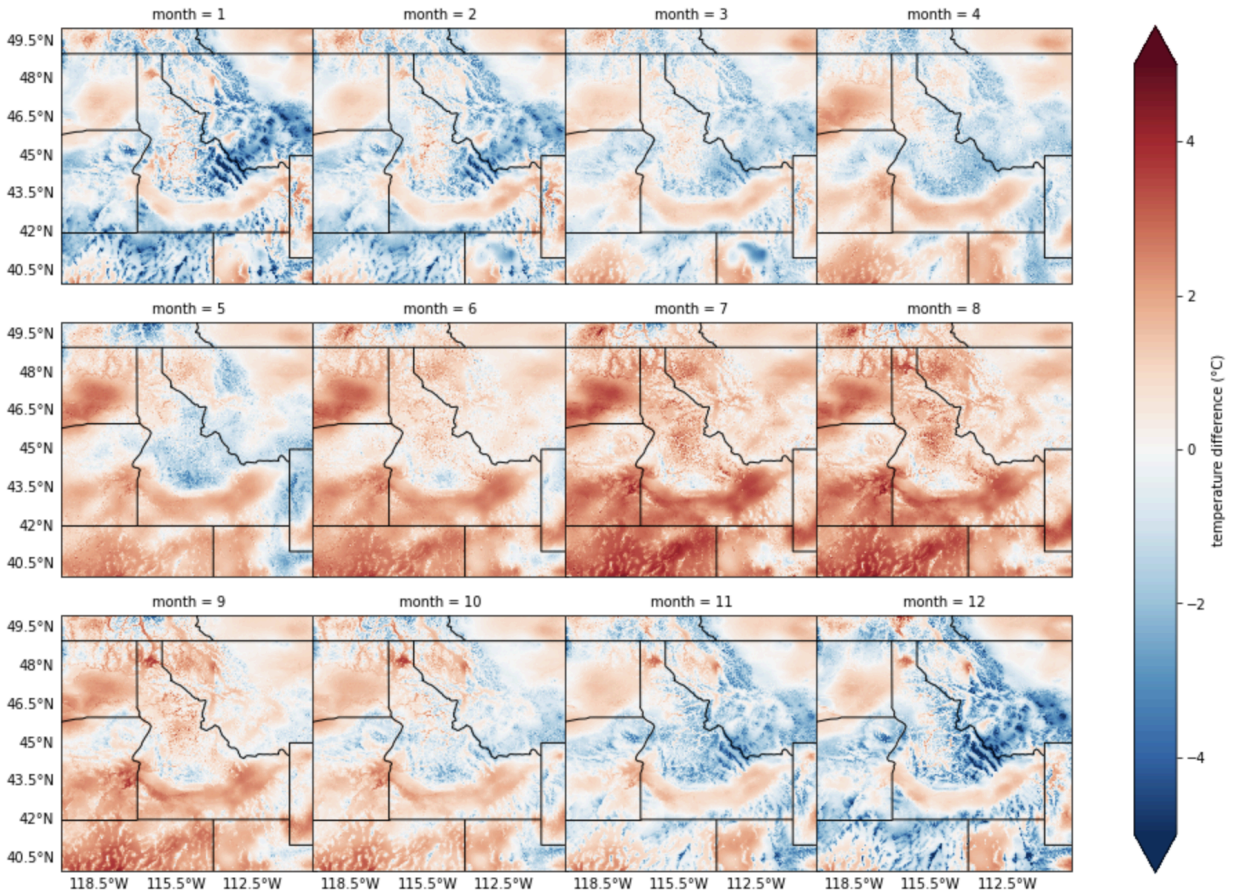 month = 1 month = 2 month = 3 month = 4
49.5°N
48°N
46.5°N
45°N
43.5°N
42°N
40.5°N
month = 5 month = 6 month = 7 month = 8
49.5°N
48°N
46.5°N
45°N
43.5°N
42°N
40.5°N
month = 9 month = 10 month = 11 month = 12
49.5°N
48°N
46.5°N
45°N
43.5°N
42°N
40.5°N
118.5°W 115.5°W 112.5°W 118.5°W 115.5°W 112.5°W 118.5°W 115.5°W 112.5°W 118.5°W 115.5°W 112.5°W
4
2
0
−2
−4
temperature difference (°C)